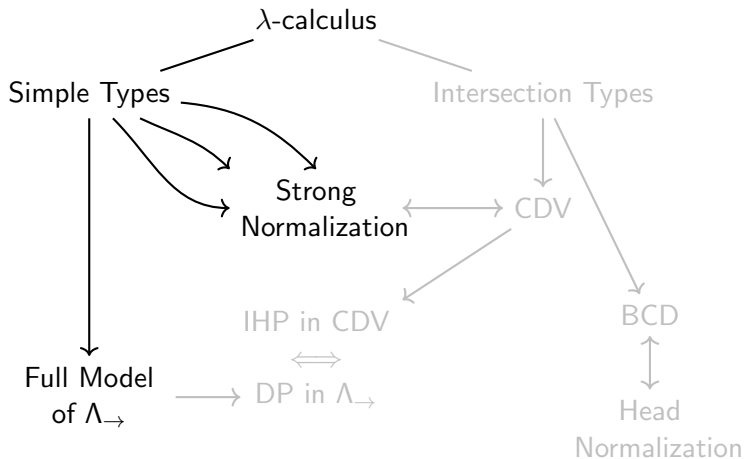 λ-calculus
Simple Types
Intersection Types
Strong
Normalization
CDV
IHP in CDV
BCD
⟺
Full Model
of Λ→
DP in Λ→
Head
Normalization